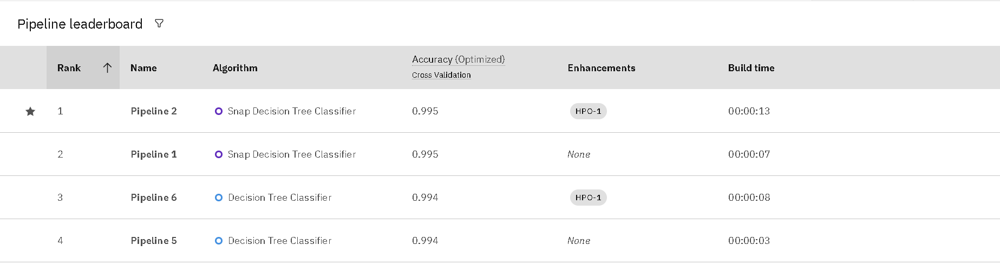 Pipeline leaderboard
Rank Name Algorithm Accuracy (Optimized) Enhancements Build time
Cross Validation
1 Pipeline 2 Snap Decision Tree Classifier 0.995 HPO-1 00:00:13
2 Pipeline 1 Snap Decision Tree Classifier 0.995 None 00:00:07
3 Pipeline 6 Decision Tree Classifier 0.994 HPO-1 00:00:08
4 Pipeline 5 Decision Tree Classifier 0.994 None 00:00:03